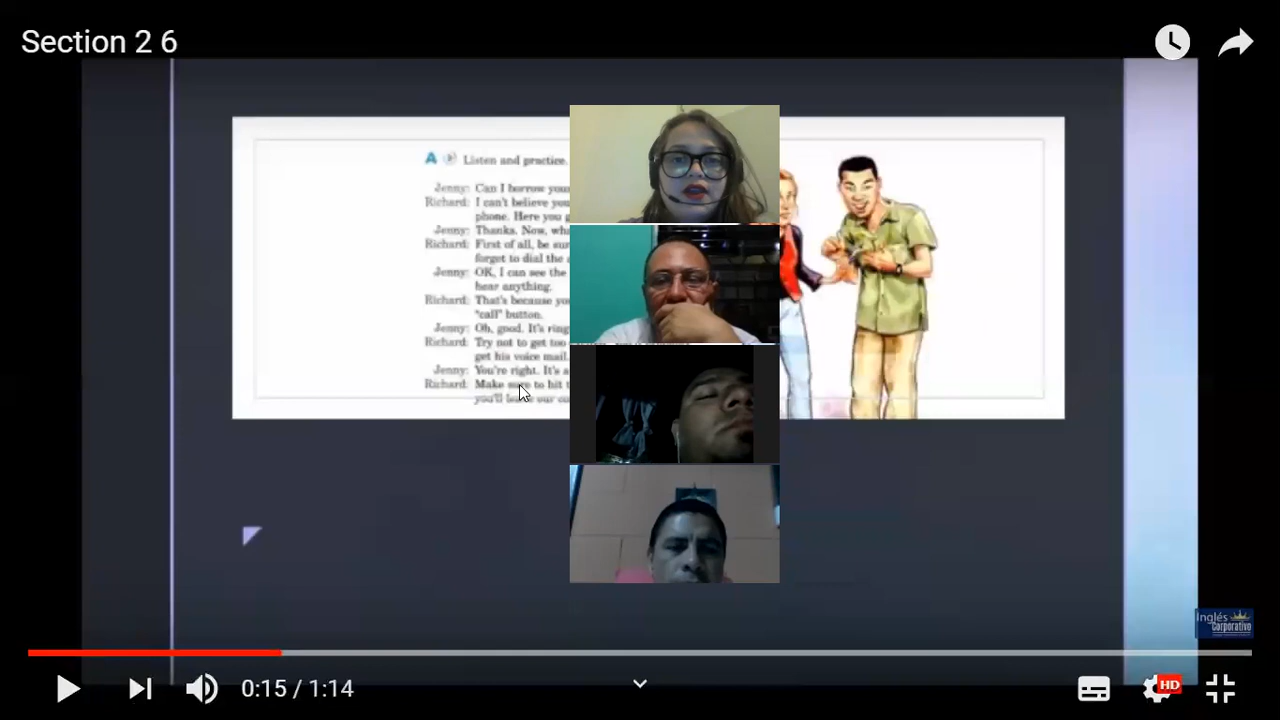 Section 2 6
A Listen and practice.
Jenny: Can I borrow your
Richard: I can't believe you
phone. Here you g
Jenny: Thanks. Now, wha
Richard: First of all, be sur
forget to dial the a
Jenny: OK, I can see the
hear anything.
Richard: That's because yo
"call" button.
Jenny: Oh, good. It's ring
Richard: Try not to get too
get his voice mail.
Jenny: You're right. It's a
Richard: Make sure to hit t
you'll our
Inglés
Corporativo
0:15 / 1:14
HD